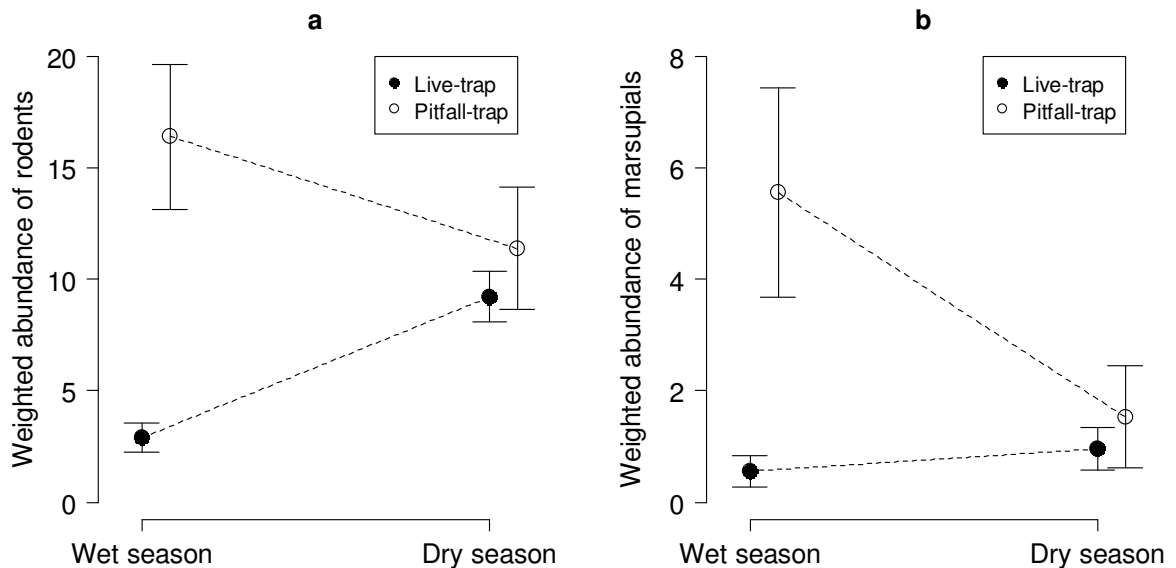 a
Weighted abundance of rodents
20
15
10
5
0
Live-trap
Pitfall-trap
Wet season
Dry season
b
Weighted abundance of marsupials
8
6
4
2
0
Live-trap
Pitfall-trap
Wet season
Dry season